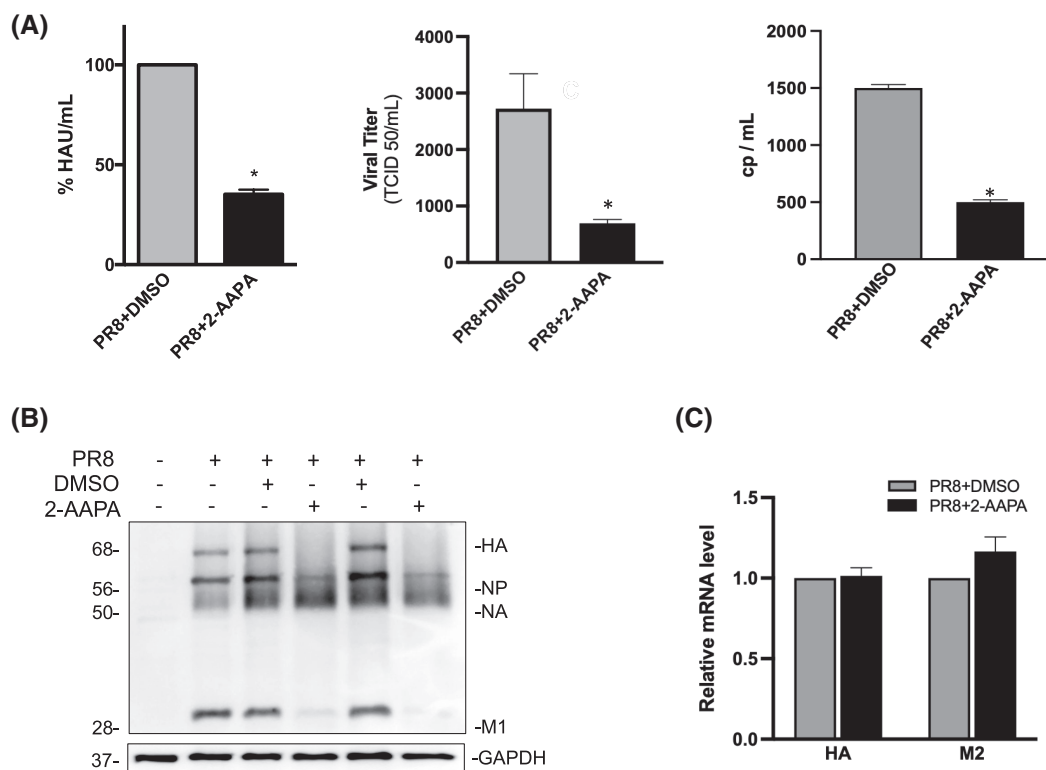 (A)
100
50
0
% HAU/mL
*
PR8+DMSO
PR8+2-AAPA
4000
3000
2000
1000
0
Viral Titer
(TCID 50/mL)
C
*
PR8+DMSO
PR8+2-AAPA
2000
1500
1000
500
0
cp / mL
*
PR8+DMSO
PR8+2-AAPA
(B)
PR8 - + + + + +
DMSO - - + - + -
2-AAPA - - - + - +
68- -HA
56- -NP
50- -NA
28- -M1
37- -GAPDH
(C)
PR8+DMSO
PR8+2-AAPA
1.5
1.0
0.5
0.0
Relative mRNA level
HA M2